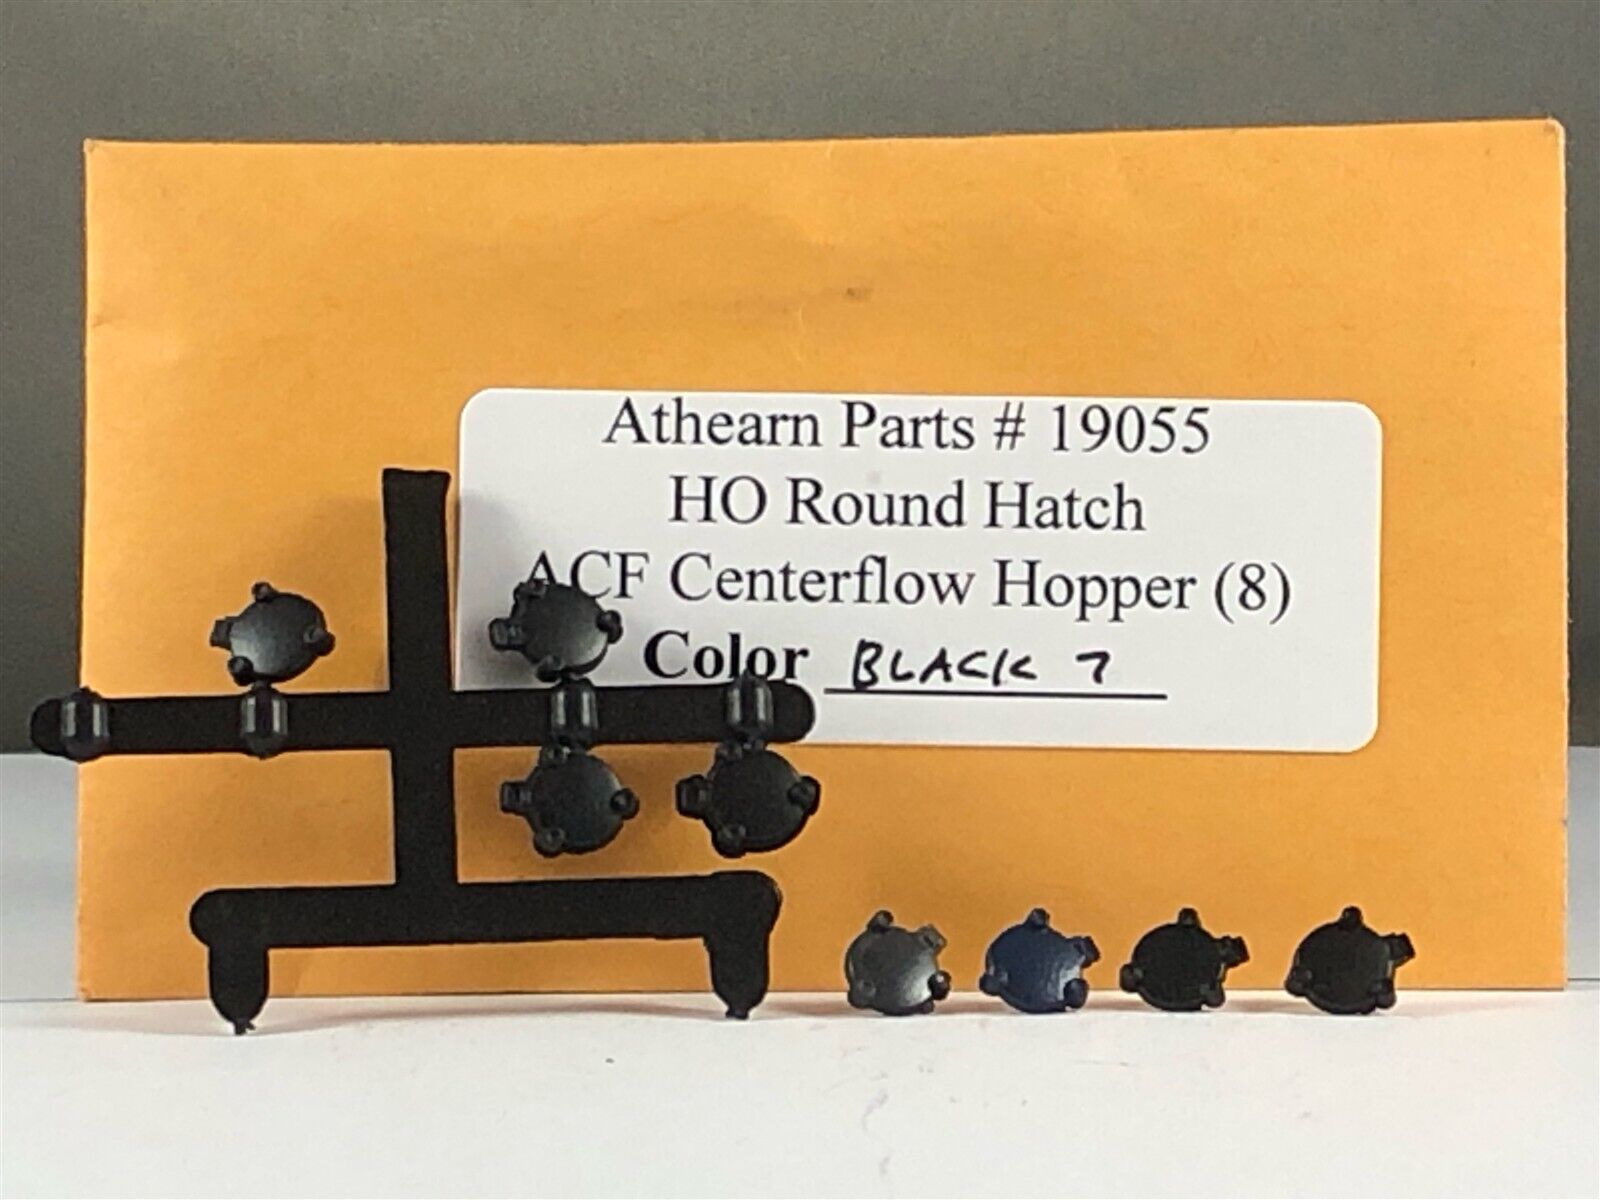 Athearn Parts # 19055
HO Round Hatch
ACF Centerflow Hopper (8)
Color BLACK 7